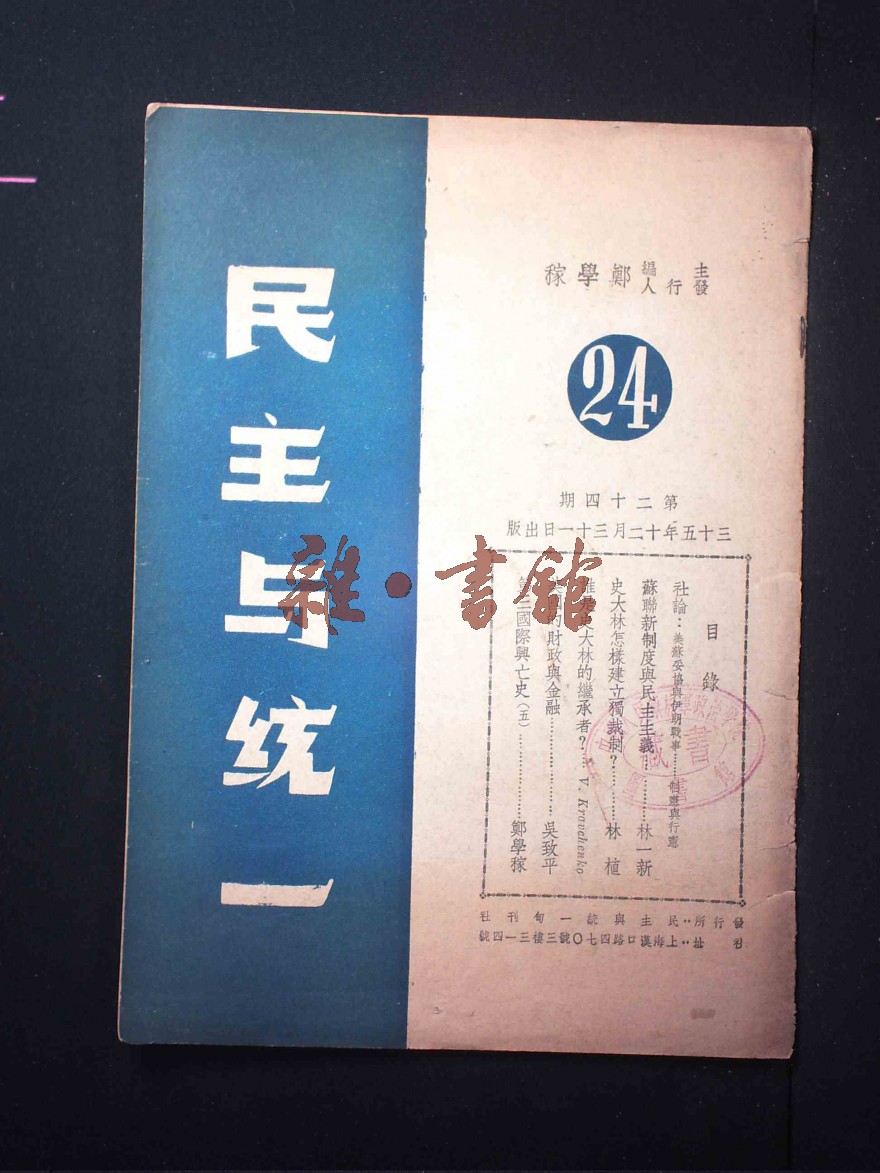 民主与统一
主編
發行人
鄭學稼
24
第二十四期
三十五年十二月三十一日出版
目錄
社論：美蘇妥協與伊朗戰事……制憲與行憲
蘇聯新制度與民主主義………林一新
史大林怎樣建立獨裁制？………林植
誰是史大林的繼承者？…V. Kravchenko
的財政與金融………………吳致平
第三國際興亡史（五）………………鄭學稼
發行所：民主與統一旬刊社
社址：上海漢口路四七〇號三樓三一四號
雜·書館
藏書